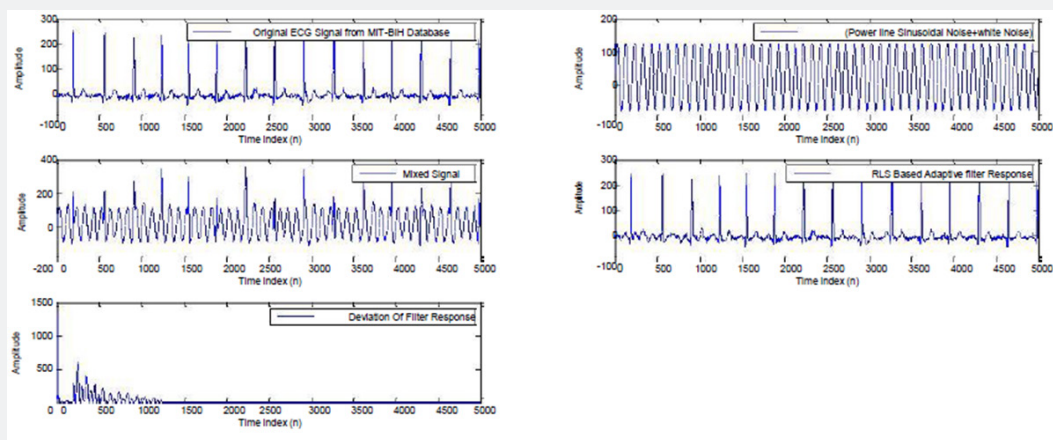 Original ECG Signal from MIT-BIH Database
Amplitude
300
200
100
0
-100
0 500 1000 1500 2000 2500 3000 3500 4000 4500 5000
Time Index (n)
(Power line Sinusoidal Noise+white Noise)
Amplitude
200
100
0
-100
0 500 1000 1500 2000 2500 3000 3500 4000 4500 5000
Time Index (n)
Mixed Signal
Amplitude
400
200
0
-200
0 500 1000 1500 2000 2500 3000 3500 4000 4500 5000
Time Index (n)
RLS Based Adaptive filter Response
Amplitude
300
200
100
0
-100
0 500 1000 1500 2000 2500 3000 3500 4000 4500 5000
Time Index (n)
Deviation Of Filter Response
Amplitude
1500
1000
500
0 0 500 1000 1500 2000 2500 3000 3500 4000 4500 5000
Time Index (n)